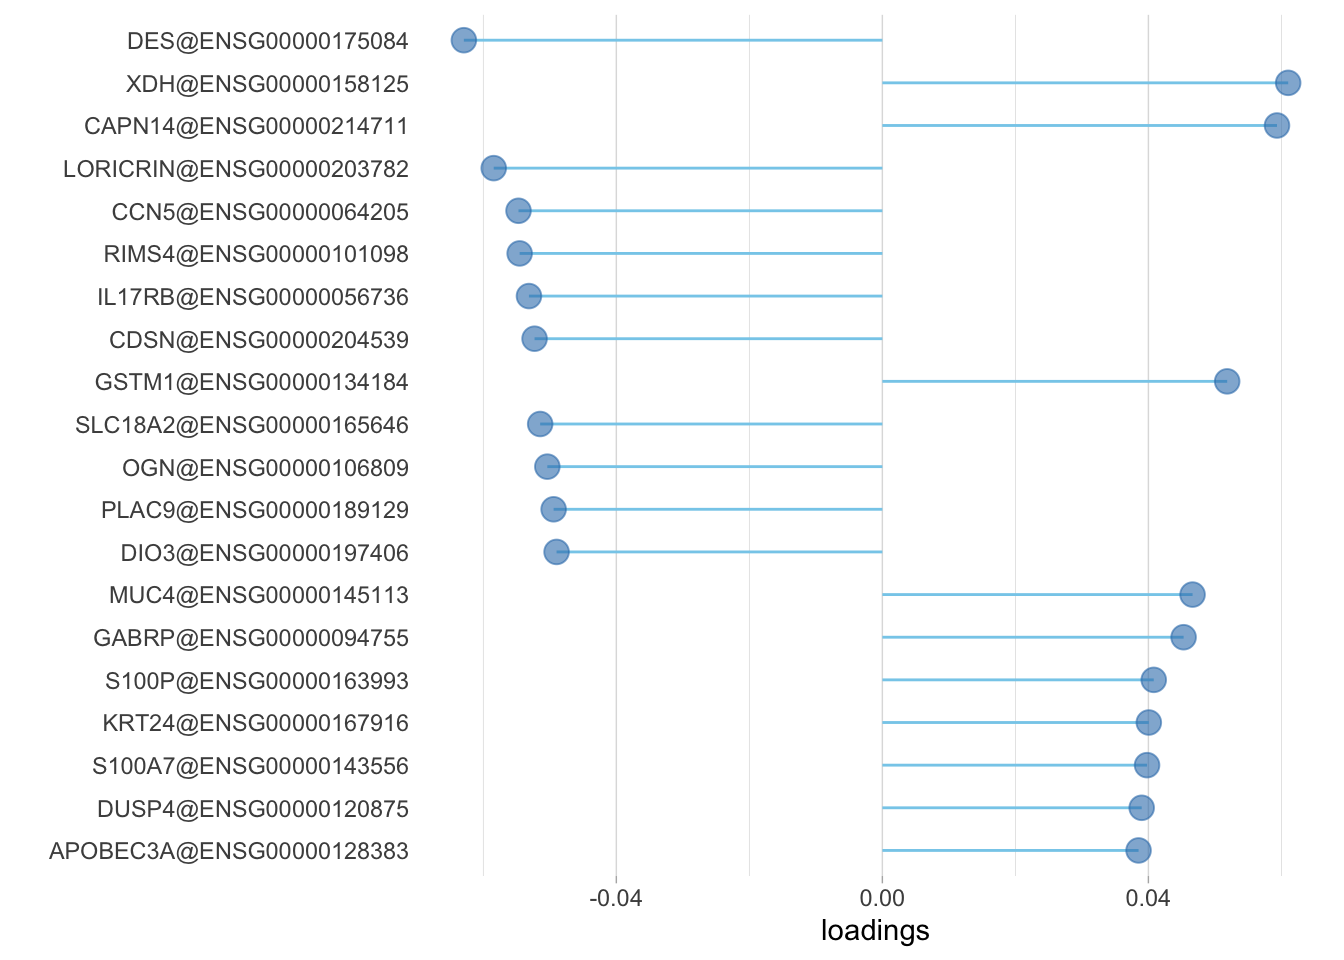 DES@ENSG00000175084
XDH@ENSG00000158125
CAPN14@ENSG00000214711
LORICRIN@ENSG00000203782
CCN5@ENSG00000064205
RIMS4@ENSG00000101098
IL17RB@ENSG00000056736
CDSN@ENSG00000204539
GSTM1@ENSG00000134184
SLC18A2@ENSG00000165646
OGN@ENSG00000106809
PLAC9@ENSG00000189129
DIO3@ENSG00000197406
MUC4@ENSG00000145113
GABRP@ENSG00000094755
S100P@ENSG00000163993
KRT24@ENSG00000167916
S100A7@ENSG00000143556
DUSP4@ENSG00000120875
APOBEC3A@ENSG00000128383
-0.04 0.00 0.04
loadings